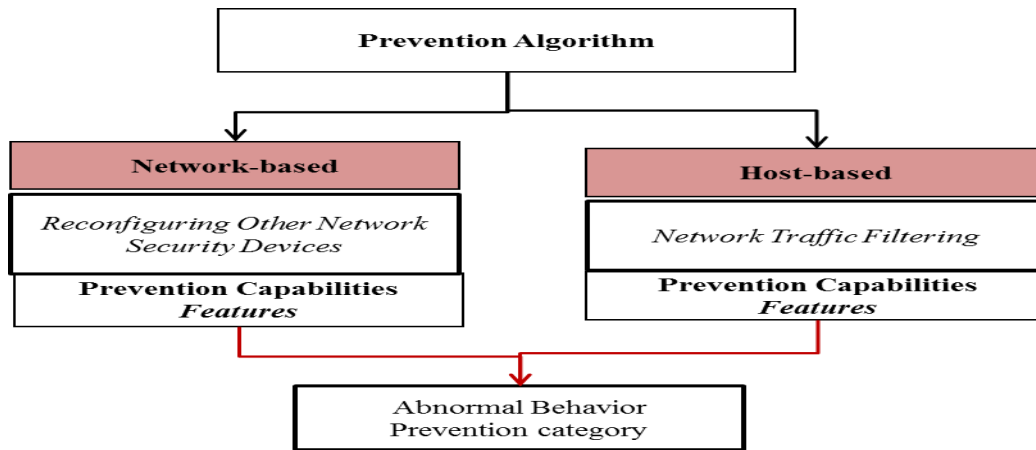 Prevention Algorithm
Network-based
Reconfiguring Other Network
Security Devices
Prevention Capabilities
Features
Host-based
Network Traffic Filtering
Prevention Capabilities
Features
Abnormal Behavior
Prevention category